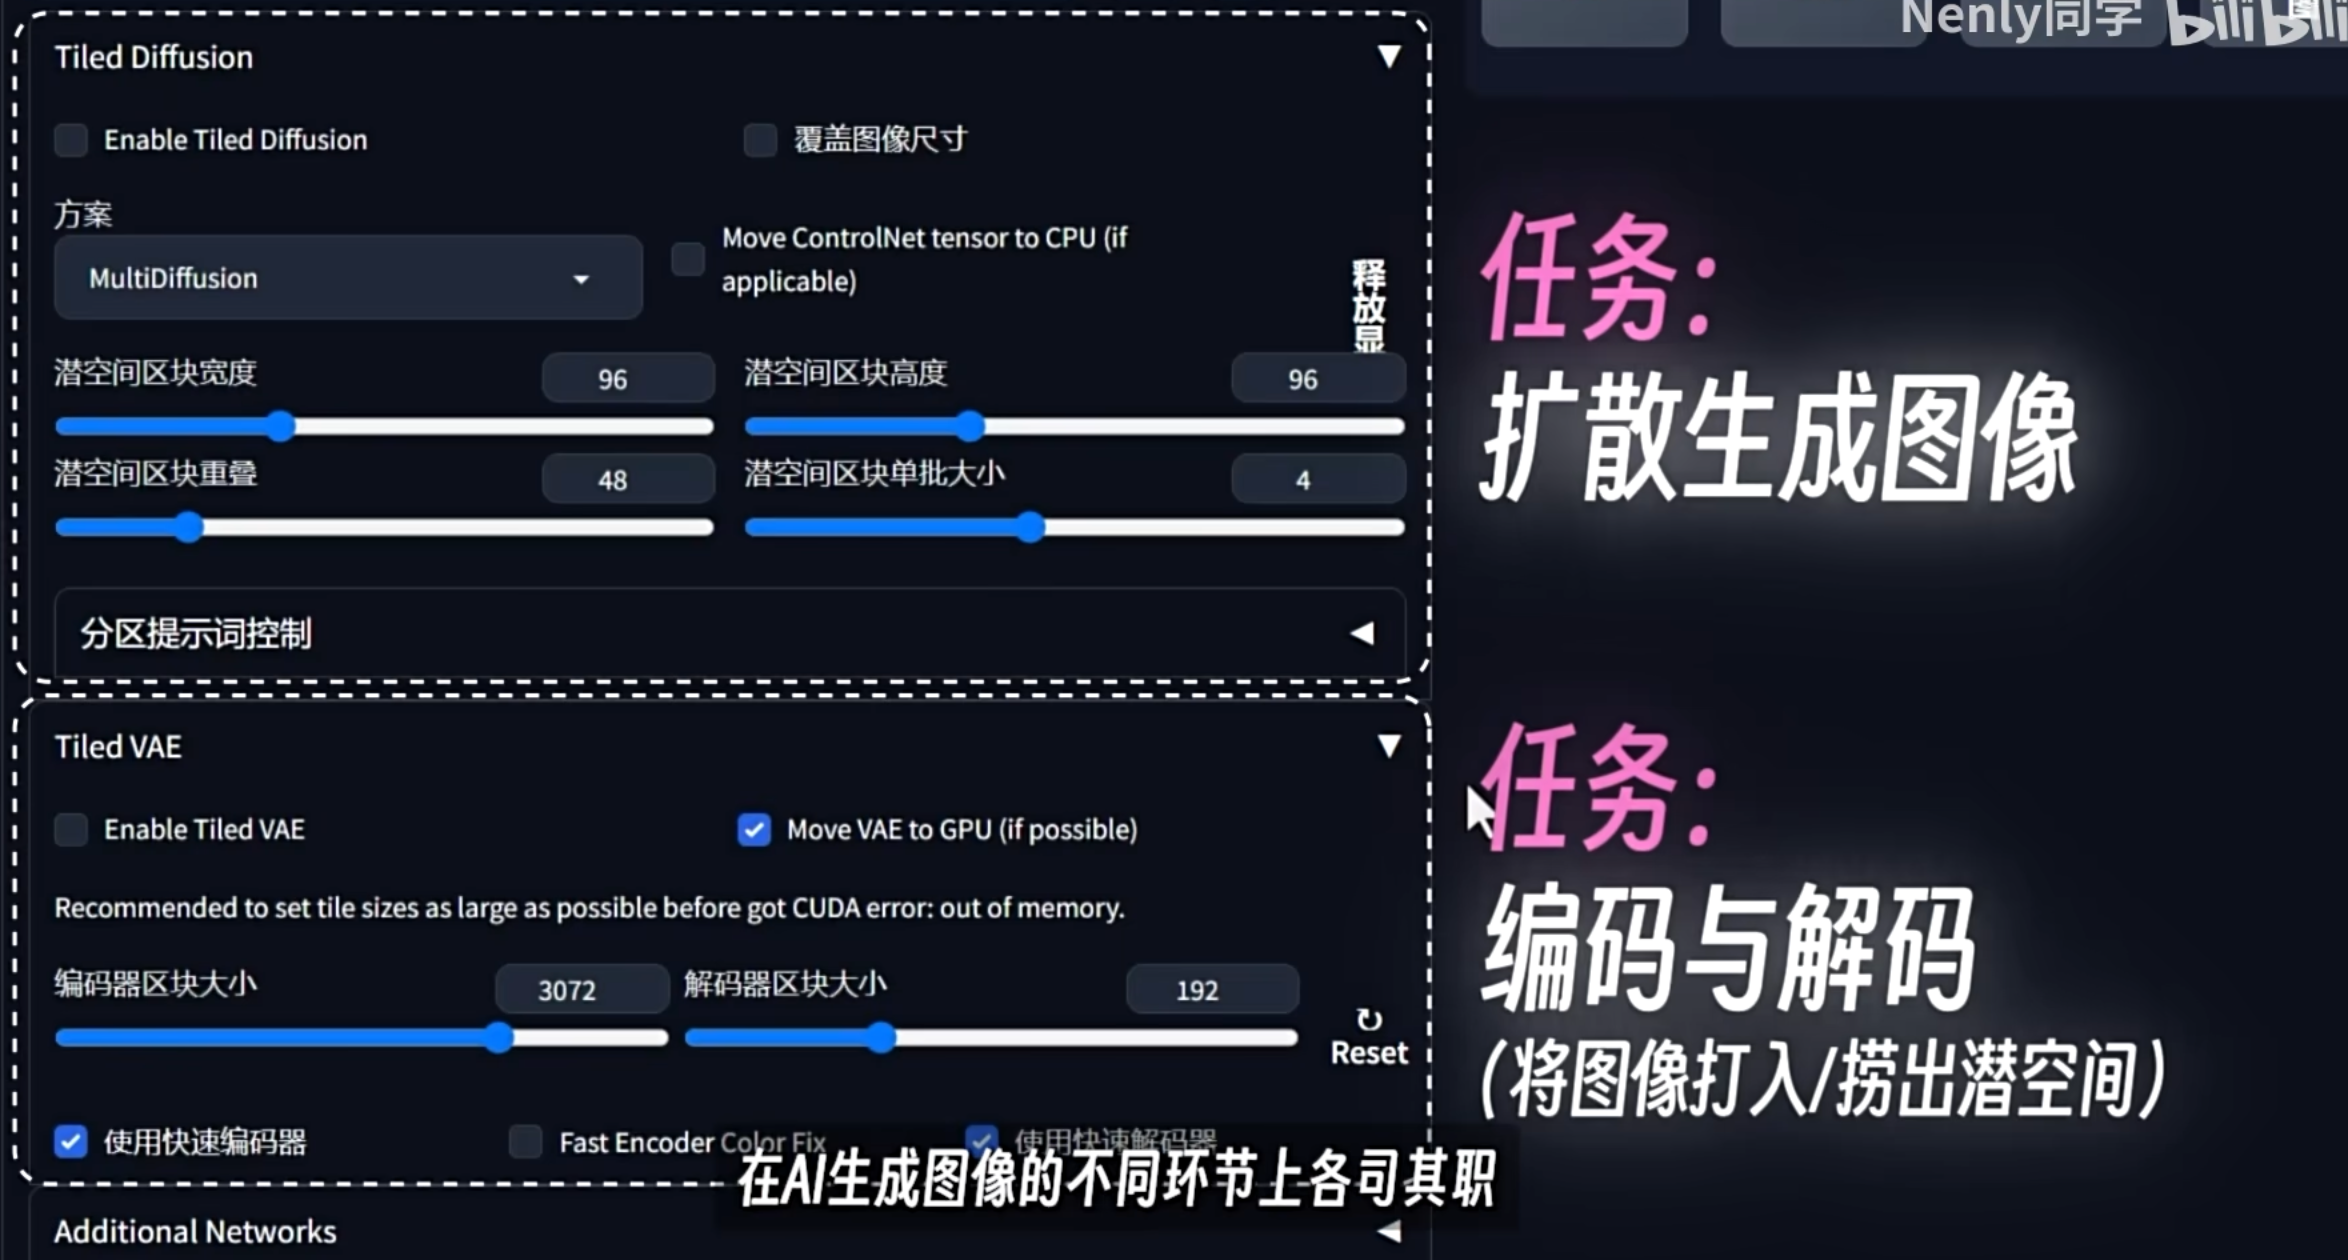 Nenly同学 bilibili
Tiled Diffusion ▼
Enable Tiled Diffusion
覆盖图像尺寸
方案
MultiDiffusion
Move ControlNet tensor to CPU (if
applicable)
释放显
潜空间区块宽度 96
潜空间区块高度 96
潜空间区块重叠 48
潜空间区块单批大小 4
分区提示词控制 ◀
任务：
扩散生成图像
Tiled VAE ▼
Enable Tiled VAE
Move VAE to GPU (if possible)
Recommended to set tile sizes as large as possible before got CUDA error: out of memory.
编码器区块大小 3072
解码器区块大小 192
↻
Reset
使用快速编码器
Fast Encoder Color Fix
使用快速解码器
任务：
编码与解码
(将图像打入/捞出潜空间)
在AI生成图像的不同环节上各司其职
Additional Networks ◀